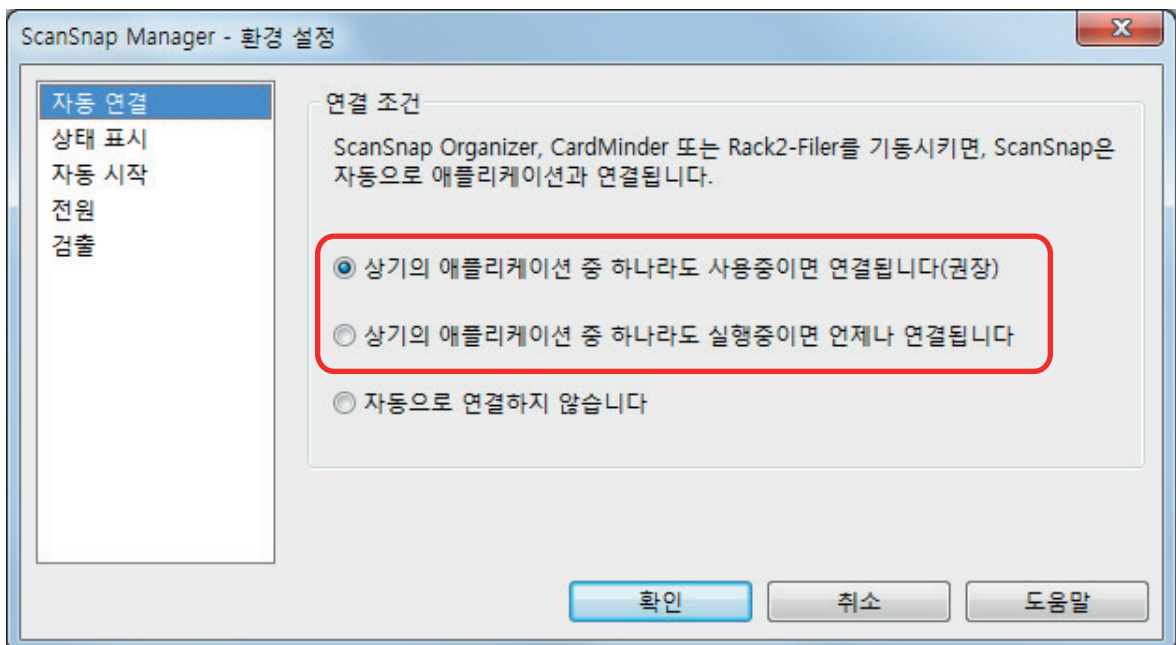 ScanSnap Manager - 환경 설정
자동 연결
상태 표시
자동 시작
전원
검출
연결 조건
ScanSnap Organizer, CardMinder 또는 Rack2-Filer를 기동시키면, ScanSnap은
자동으로 애플리케이션과 연결됩니다.
상기의 애플리케이션 중 하나라도 사용중이면 연결됩니다(권장)
상기의 애플리케이션 중 하나라도 실행중이면 언제나 연결됩니다
자동으로 연결하지 않습니다
확인
취소
도움말